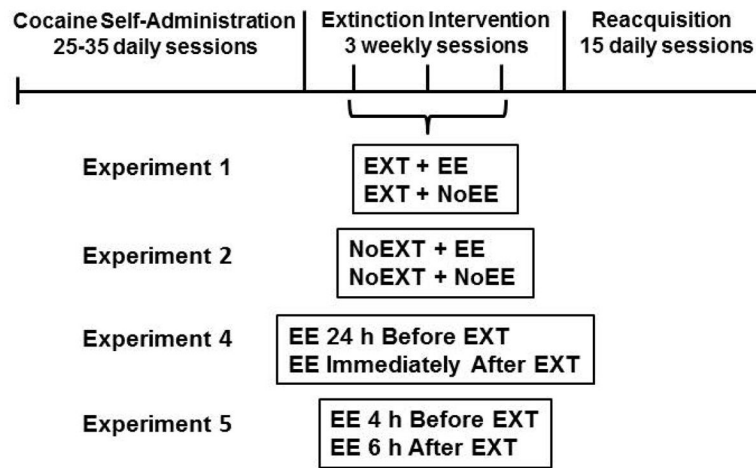 Cocaine Self-Administration
25-35 daily sessions
Extinction Intervention
3 weekly sessions
Reacquisition
15 daily sessions
Experiment 1
EXT + EE
EXT + NoEE
Experiment 2
NoEXT + EE
NoEXT + NoEE
Experiment 4
EE 24 h Before EXT
EE Immediately After EXT
Experiment 5
EE 4 h Before EXT
EE 6 h After EXT